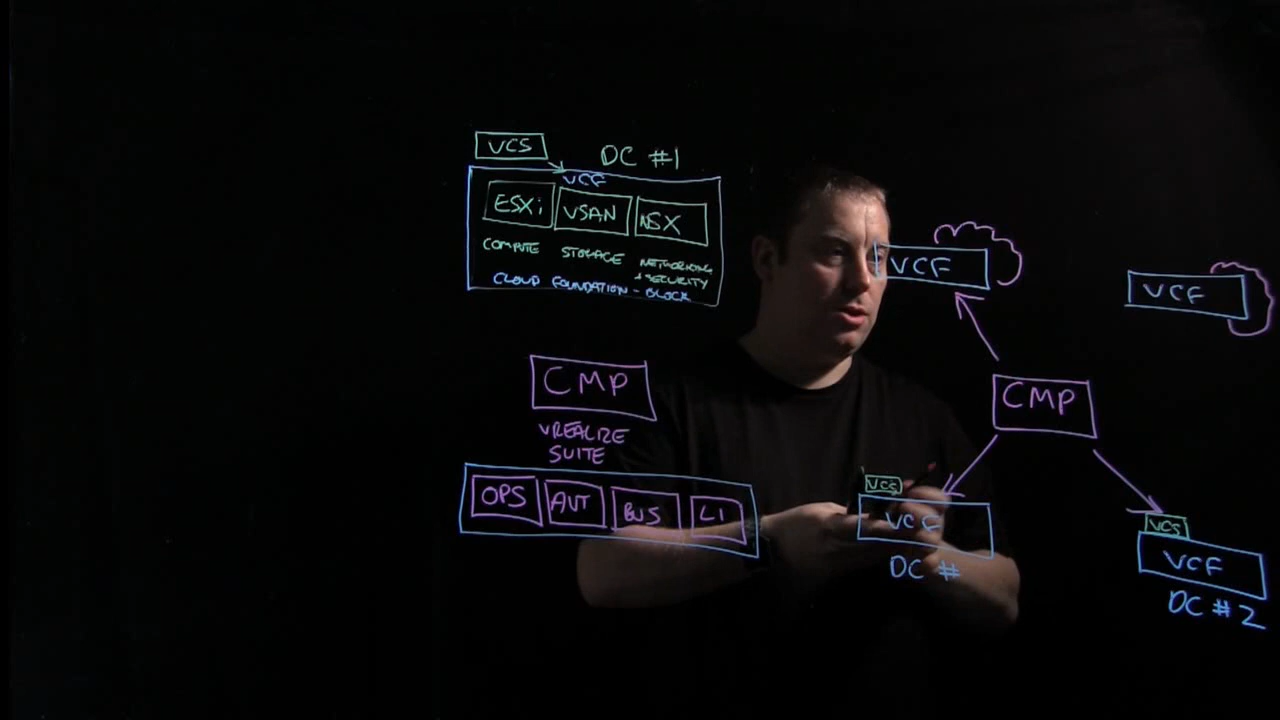 VCS
DC #1
VCF
ESXi VSAN NSX
COMPUTE STORAGE NETWORKING
+ SECURITY
CLOUD FOUNDATION - BLOCK
CMP
VREALIZE
SUITE
OPS AUT BUS LI
VCF
VCF
CMP
VCS
VCF
DC #
VCS
VCF
DC #2